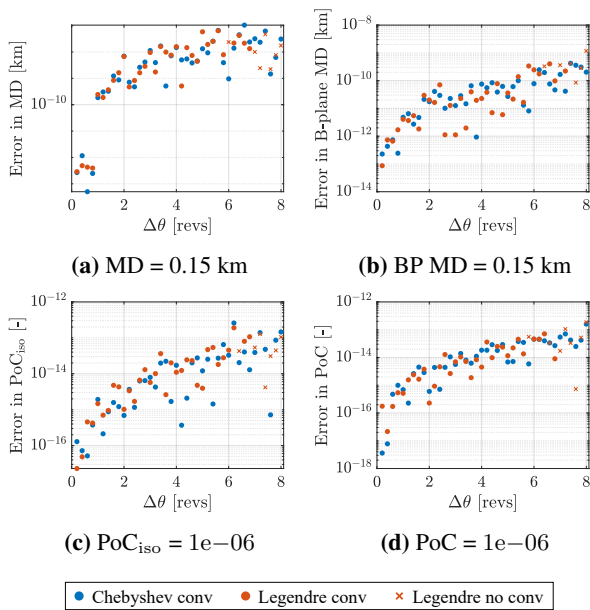 Error in MD [km]
10^{-10}
0 2 4 6 8
Δθ [revs]
(a) MD = 0.15 km
Error in B-plane MD [km]
10^{-8}
10^{-10}
10^{-12}
10^{-14}
0 2 4 6 8
Δθ [revs]
(b) BP MD = 0.15 km
Error in PoC_{iso} [-]
10^{-12}
10^{-14}
10^{-16}
0 2 4 6 8
Δθ [revs]
(c) PoC_{iso} = 1e−06
Error in PoC [-]
10^{-12}
10^{-14}
10^{-16}
10^{-18}
0 2 4 6 8
Δθ [revs]
(d) PoC = 1e−06
Chebyshev conv Legendre conv Legendre no conv